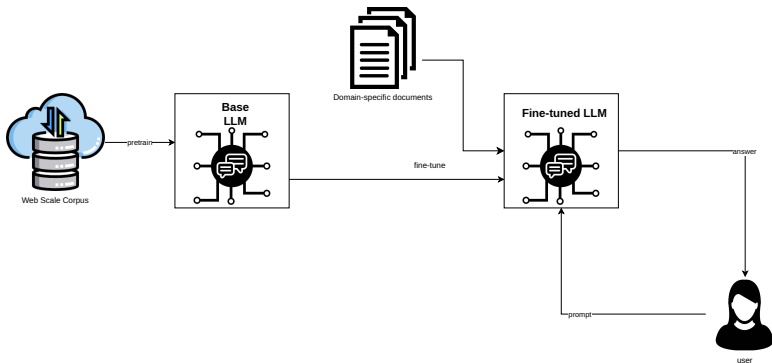 Web Scale Corpus
pretrain
Base
LLM
Domain-specific documents
fine-tune
Fine-tuned LLM
answer
prompt
user